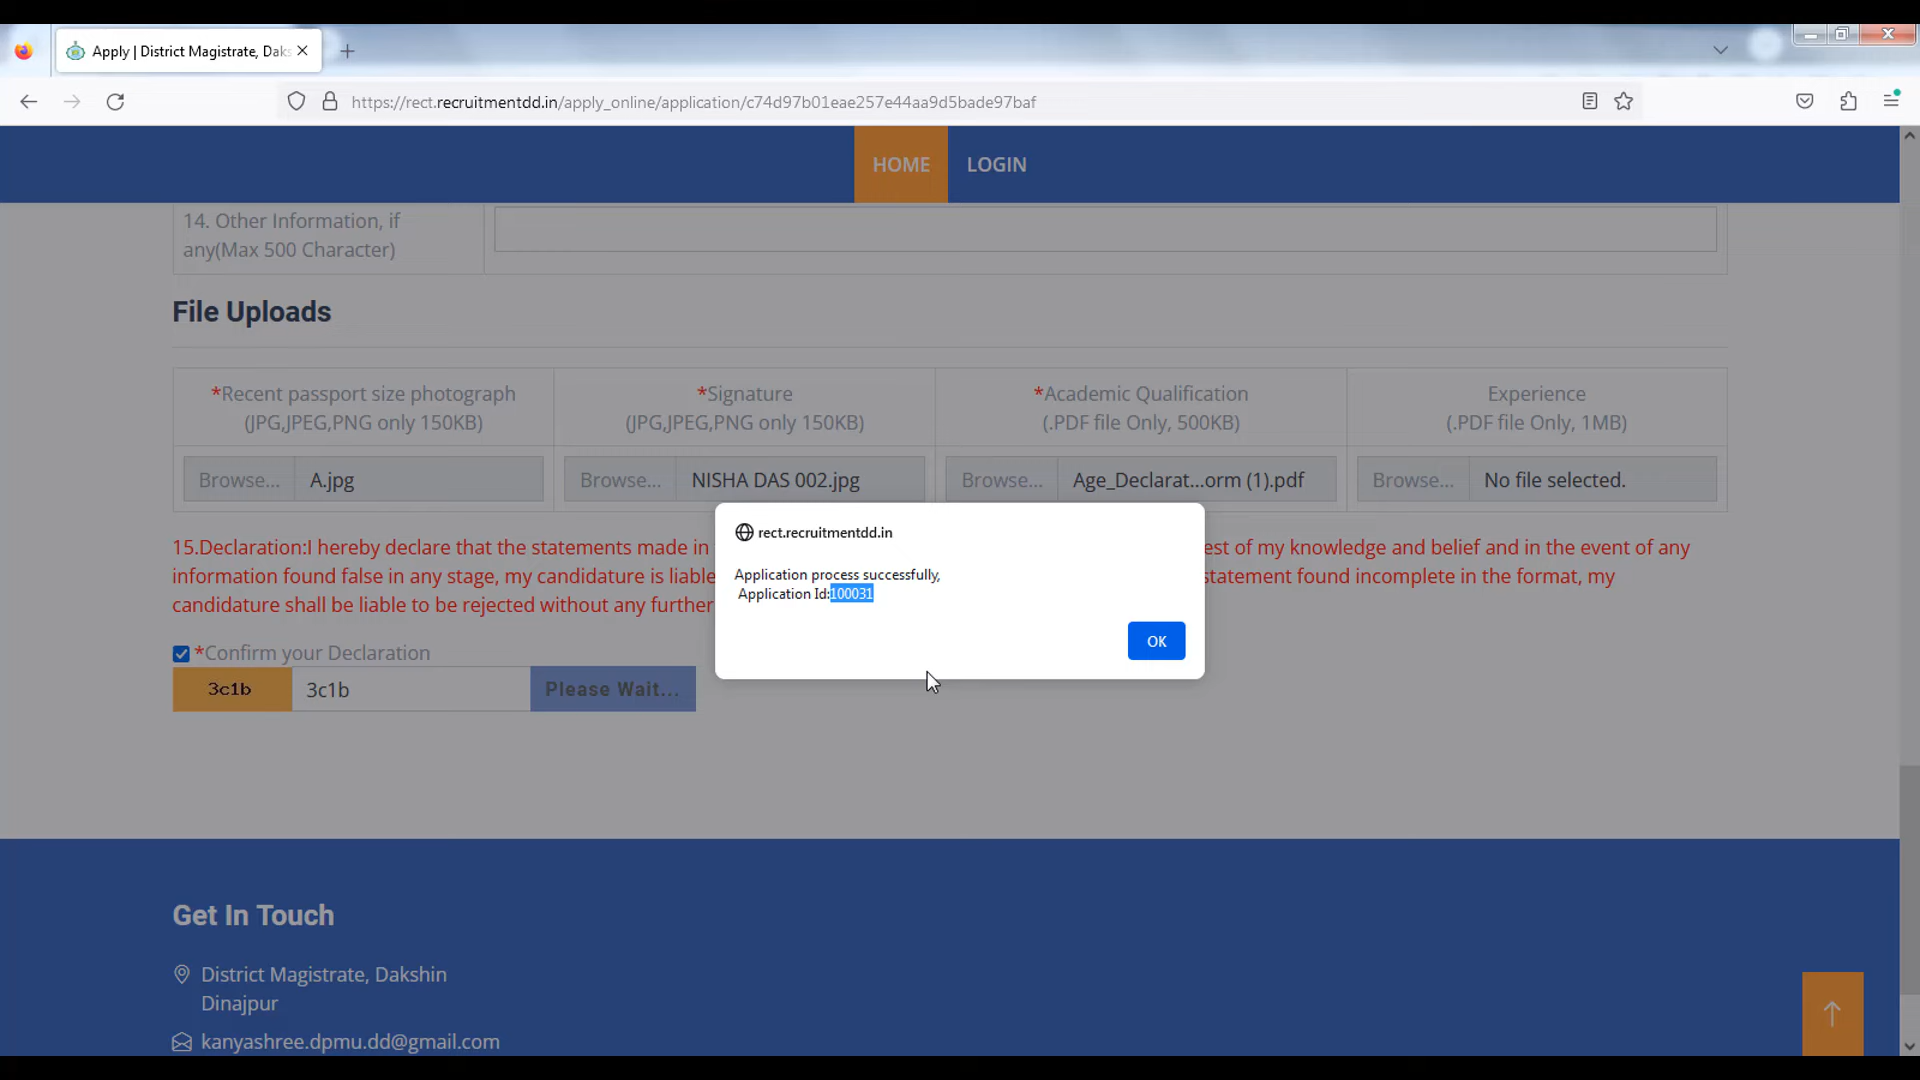 Apply | District Magistrate, Daks
https://rect.recruitmentdd.in/apply_online/application/c74d97b01eae257e44aa9d5bade97baf
HOME LOGIN
14. Other Information, if
any(Max 500 Character)
File Uploads
*Recent passport size photograph
(JPG,JPEG,PNG only 150KB)
*Signature
(JPG,JPEG,PNG only 150KB)
*Academic Qualification
(.PDF file Only, 500KB)
Experience
(.PDF file Only, 1MB)
Browse... A.jpg
Browse... NISHA DAS 002.jpg
Browse... Age_Declarat...orm (1).pdf
Browse... No file selected.
rect.recruitmentdd.in
Application process successfully,
Application Id:100031
OK
15.Declaration:I hereby declare that the statements made in est of my knowledge and belief and in the event of any
information found false in any stage, my candidature is liable statement found incomplete in the format, my
candidature shall be liable to be rejected without any further
*Confirm your Declaration
3c1b 3c1b Please Wait...
Get In Touch
District Magistrate, Dakshin
Dinajpur
kanyashree.dpmu.dd@gmail.com